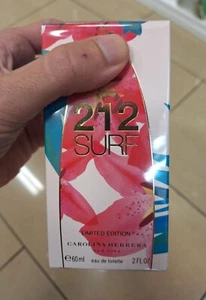 212
SURF
LIMITED EDITION
CAROLINA HERRERA
NEW YORK
℮60ml eau de toilette 2 FL.OZ